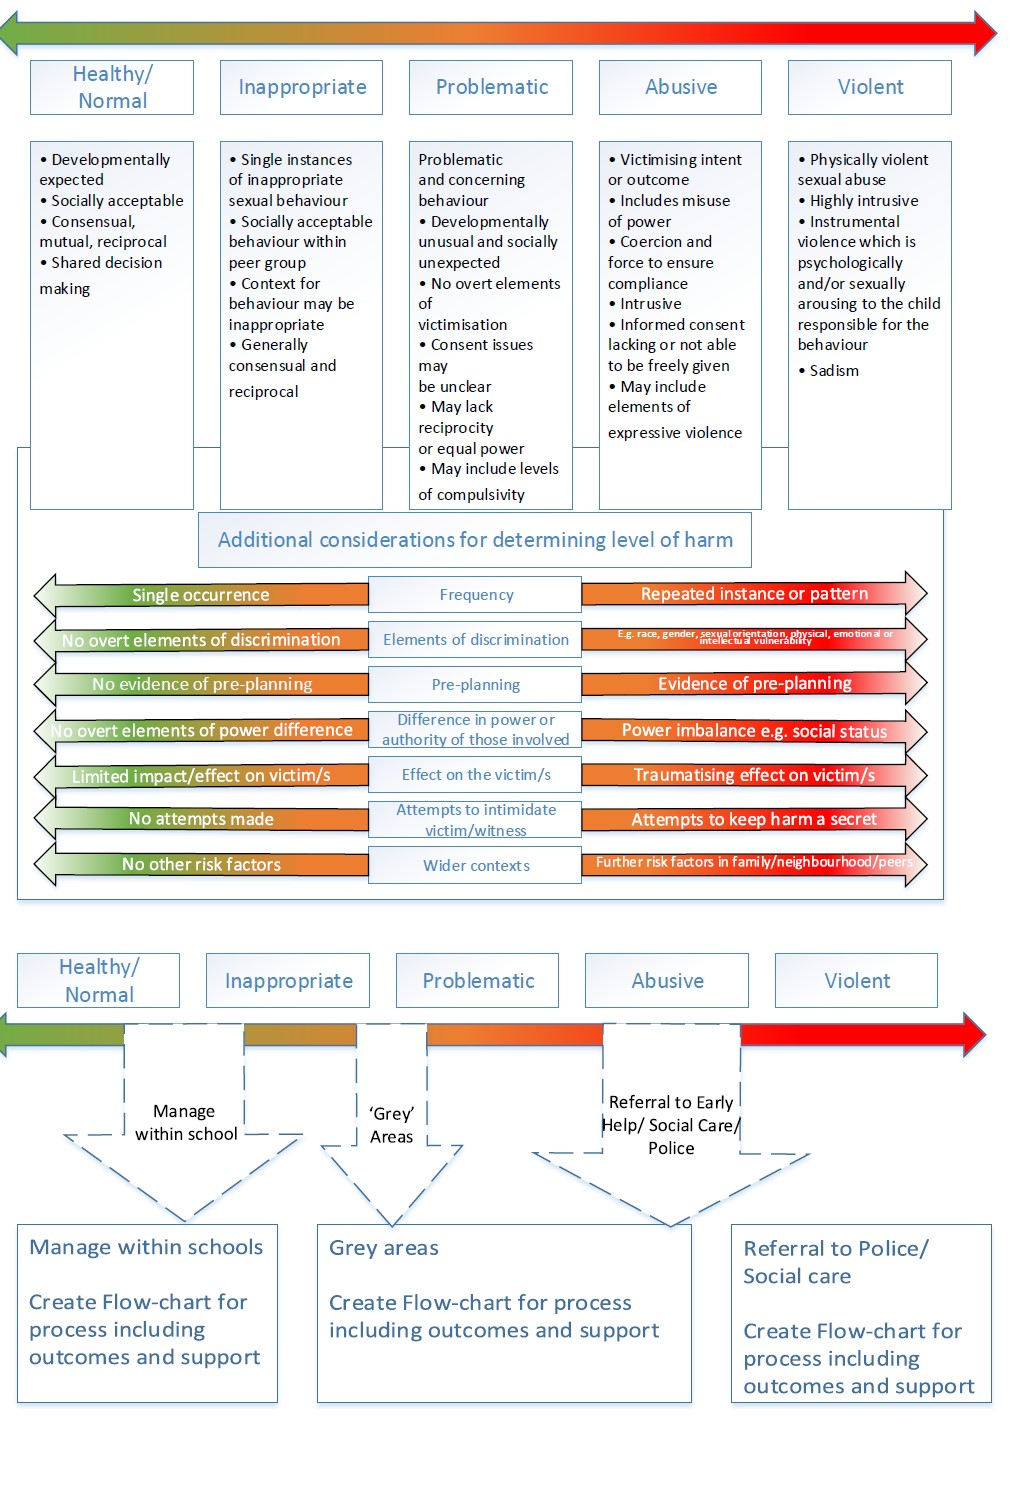 Healthy/
Normal
Inappropriate
Problematic
Abusive
Violent
• Developmentally
expected
• Socially acceptable
• Consensual,
mutual, reciprocal
• Shared decision
making
• Single instances
of inappropriate
sexual behaviour
• Socially acceptable
behaviour within
peer group
• Context for
behaviour may be
inappropriate
• Generally
consensual and
reciprocal
Problematic
and concerning
behaviour
• Developmentally
unusual and socially
unexpected
• No overt elements
of
victimisation
• Consent issues
may
be unclear
• May lack
reciprocity
or equal power
• May include levels
of compulsivity
• Victimising intent
or outcome
• Includes misuse
of power
• Coercion and
force to ensure
compliance
• Intrusive
• Informed consent
lacking or not able
to be freely given
• May include
elements of
expressive violence
• Physically violent
sexual abuse
• Highly intrusive
• Instrumental
violence which is
psychologically
and/or sexually
arousing to the child
responsible for the
behaviour
• Sadism
Additional considerations for determining level of harm
Single occurrence
Frequency
Repeated instance or pattern
No overt elements of discrimination
Elements of discrimination
E.g. race, gender, sexual orientation, physical, emotional or
intellectual vulnerability
No evidence of pre-planning
Pre-planning
Evidence of pre-planning
No overt elements of power difference
Difference in power or
authority of those involved
Power imbalance e.g. social status
Limited impact/effect on victim/s
Effect on the victim/s
Traumatising effect on victim/s
No attempts made
Attempts to intimidate
victim/witness
Attempts to keep harm a secret
No other risk factors
Wider contexts
Further risk factors in family/neighbourhood/peers
Healthy/
Normal
Inappropriate
Problematic
Abusive
Violent
Manage
within school
‘Grey’
Areas
Referral to Early
Help/ Social Care/
Police
Manage within schools
Create Flow-chart for
process including
outcomes and support
Grey areas
Create Flow-chart for process
including outcomes and support
Referral to Police/
Social care
Create Flow-chart for
process including
outcomes and support